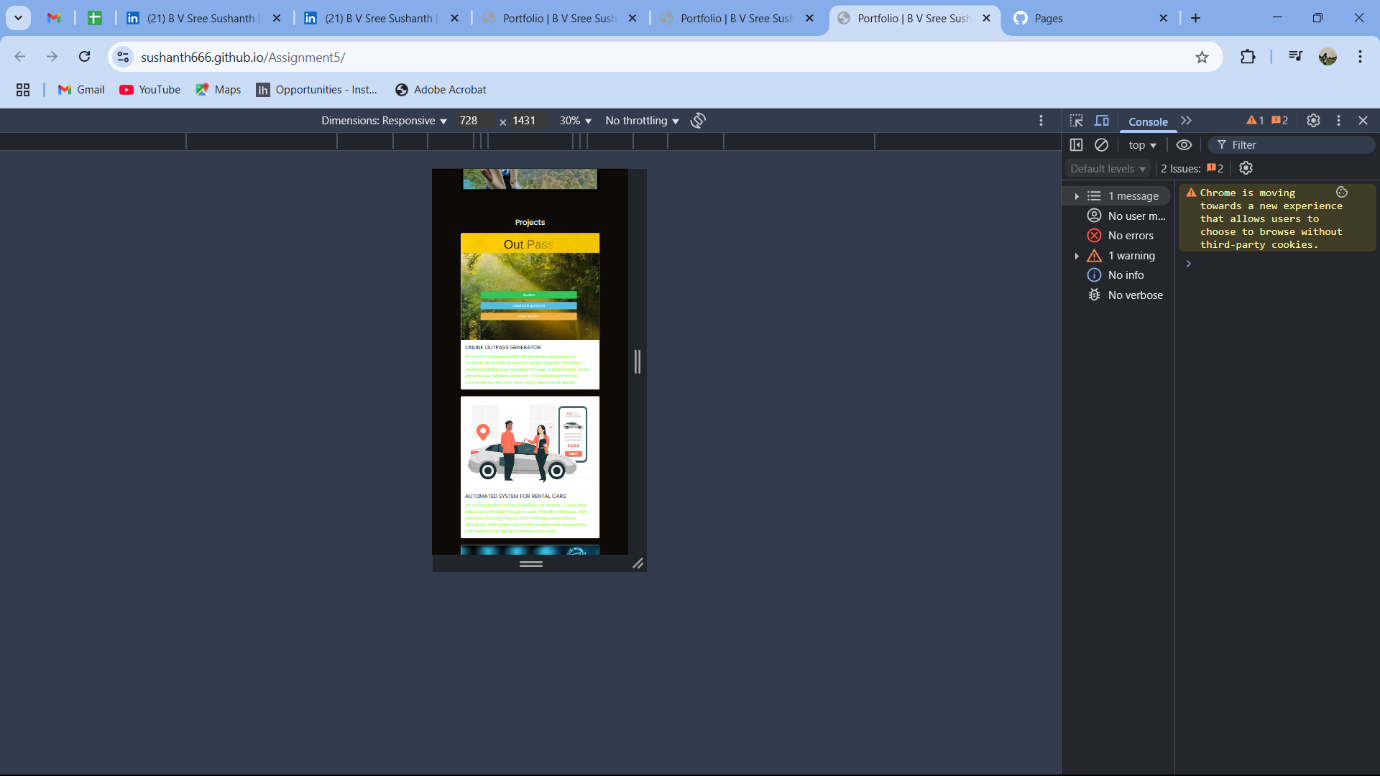 (21) B V Sree Sushanth | (21) B V Sree Sushanth | Portfolio | B V Sree Sush Portfolio | B V Sree Sush Portfolio | B V Sree Sush Pages
sushanth666.github.io/Assignment5/
Gmail YouTube Maps Opportunities - Inst... Adobe Acrobat
Dimensions: Responsive 728 × 1431 30% No throttling
Console 1 2
top Filter
Default levels 2 Issues: 2
1 message
No user m...
No errors
1 warning
No info
No verbose
Chrome is moving
towards a new experience
that allows users to
choose to browse without
third-party cookies.
Projects
Out Pass
ONLINE OUTPASS GENERATOR
AUTOMATED SYSTEM FOR RENTAL CARS